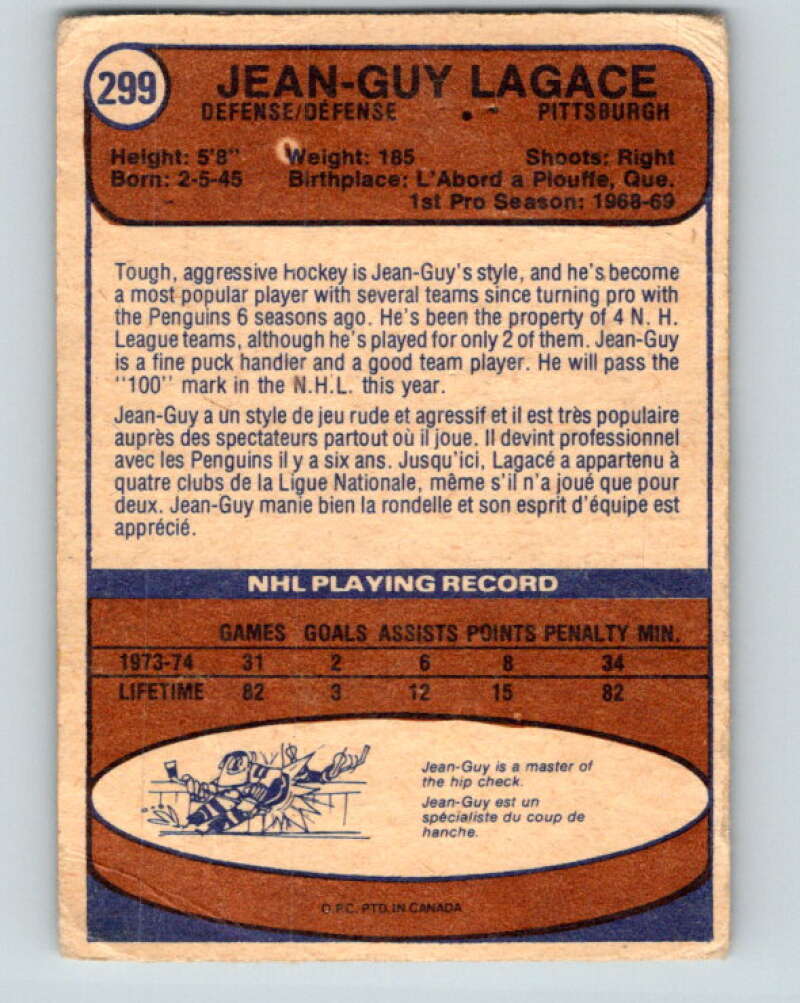 299
JEAN-GUY LAGACE
DEFENSE/DÉFENSE PITTSBURGH
Height: 5'8" Weight: 185 Shoots: Right
Born: 2-5-45 Birthplace: L'Abord a Plouffe, Que.
1st Pro Season: 1968-69
Tough, aggressive hockey is Jean-Guy's style, and he's become
a most popular player with several teams since turning pro with
the Penguins 6 seasons ago. He's been the property of 4 N. H.
League teams, although he's played for only 2 of them. Jean-Guy
is a fine puck handler and a good team player. He will pass the
"100" mark in the N.H.L. this year.
Jean-Guy a un style de jeu rude et agressif et il est très populaire
auprès des spectateurs partout où il joue. Il devint professionnel
avec les Penguins il y a six ans. Jusqu'ici, Lagacé a appartenu à
quatre clubs de la Ligue Nationale, même s'il n'a joué que pour
deux. Jean-Guy manie bien la rondelle et son esprit d'équipe est
apprécié.
NHL PLAYING RECORD
GAMES GOALS ASSISTS POINTS PENALTY MIN.
1973-74 31 2 6 8 34
LIFETIME 82 3 12 15 82
Jean-Guy is a master of
the hip check.
Jean-Guy est un
spécialiste du coup de
hanche.
O.P.C. PTD. IN CANADA